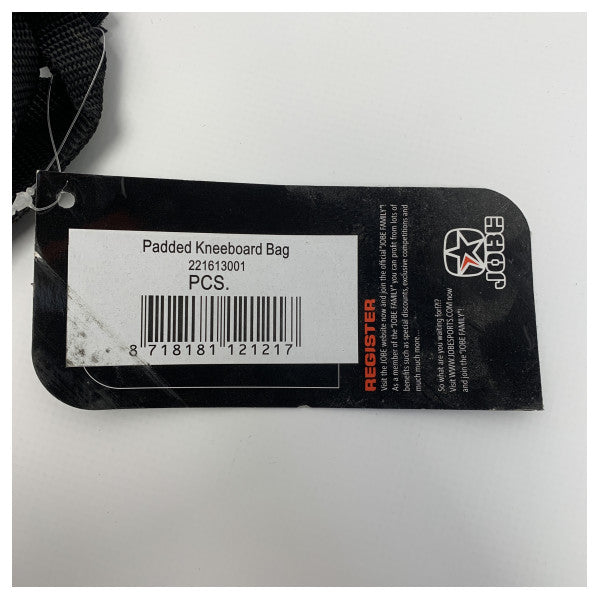 Padded Kneeboard Bag
221613001
PCS.
8 718181 121217
REGISTER
Visit the JOBE website now and join the official "JOBE FAMILY"!
As a member of the "JOBE FAMILY" you can profit from lots of
benefits such as special discounts, exclusive competitions and
much much more...
So what are you waiting for?!?
Visit WWW.JOBESPORTS.COM now
and join the "JOBE FAMILY"!
JOBE